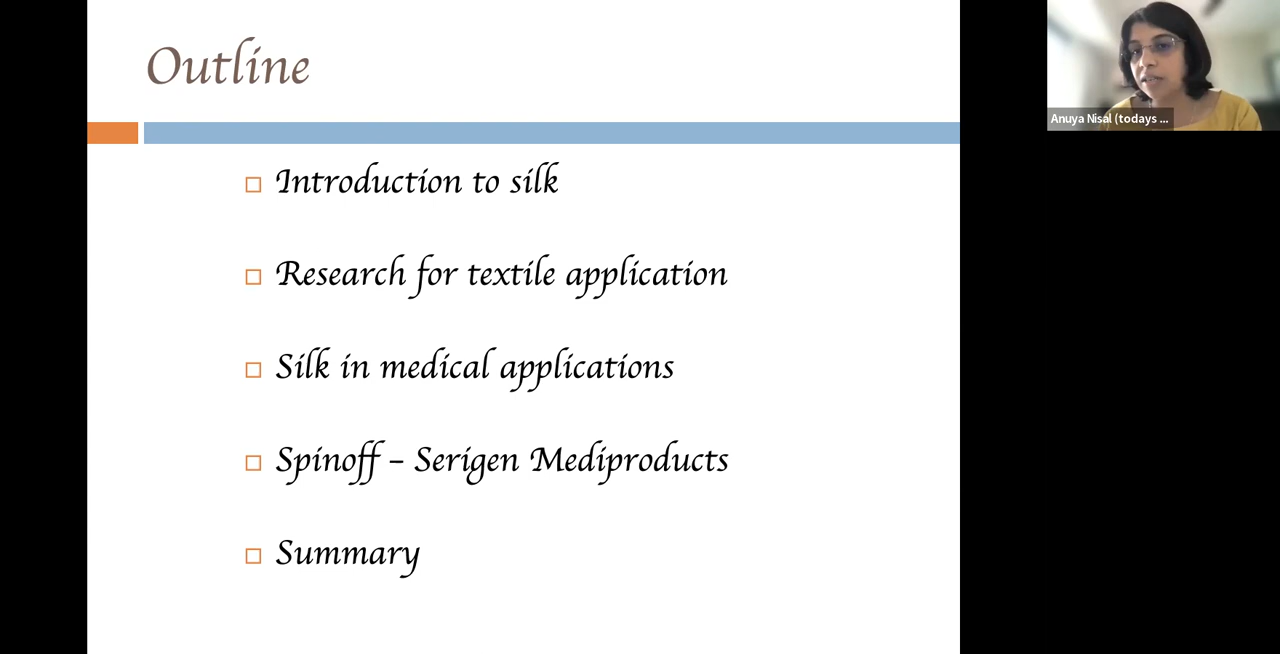 Outline
Introduction to silk
Research for textile application
Silk in medical applications
Spinoff – Serigen Mediproducts
Summary
Anuya Nisal (todays ...